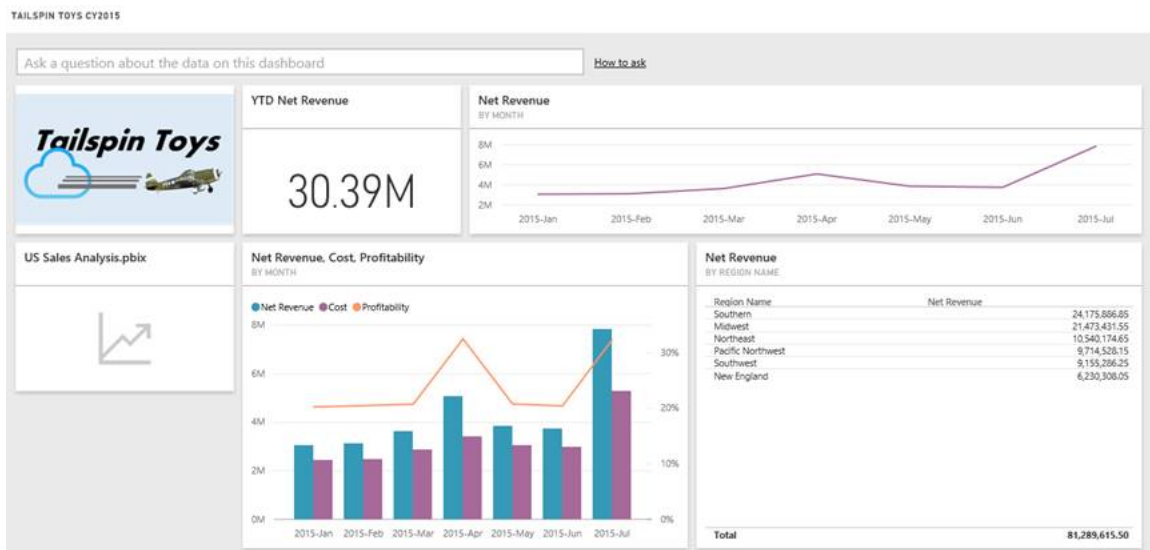 TAILSPIN TOYS CY2015
Ask a question about the data on this dashboard How to ask
Tailspin Toys
YTD Net Revenue
30.39M
Net Revenue
BY MONTH
8M
6M
4M
2M
2015-Jan 2015-Feb 2015-Mar 2015-Apr 2015-May 2015-Jun 2015-Jul
US Sales Analysis.pbix
Net Revenue, Cost, Profitability
BY MONTH
Net Revenue Cost Profitability
8M
6M
4M
2M
0M
30%
20%
10%
0%
2015-Jan 2015-Feb 2015-Mar 2015-Apr 2015-May 2015-Jun 2015-Jul
Net Revenue
BY REGION NAME
Region Name Net Revenue
Southern 24,175,886.85
Midwest 21,473,431.55
Northeast 10,540,174.65
Pacific Northwest 9,714,528.15
Southwest 9,155,286.25
New England 6,230,308.05
Total 81,289,615.50